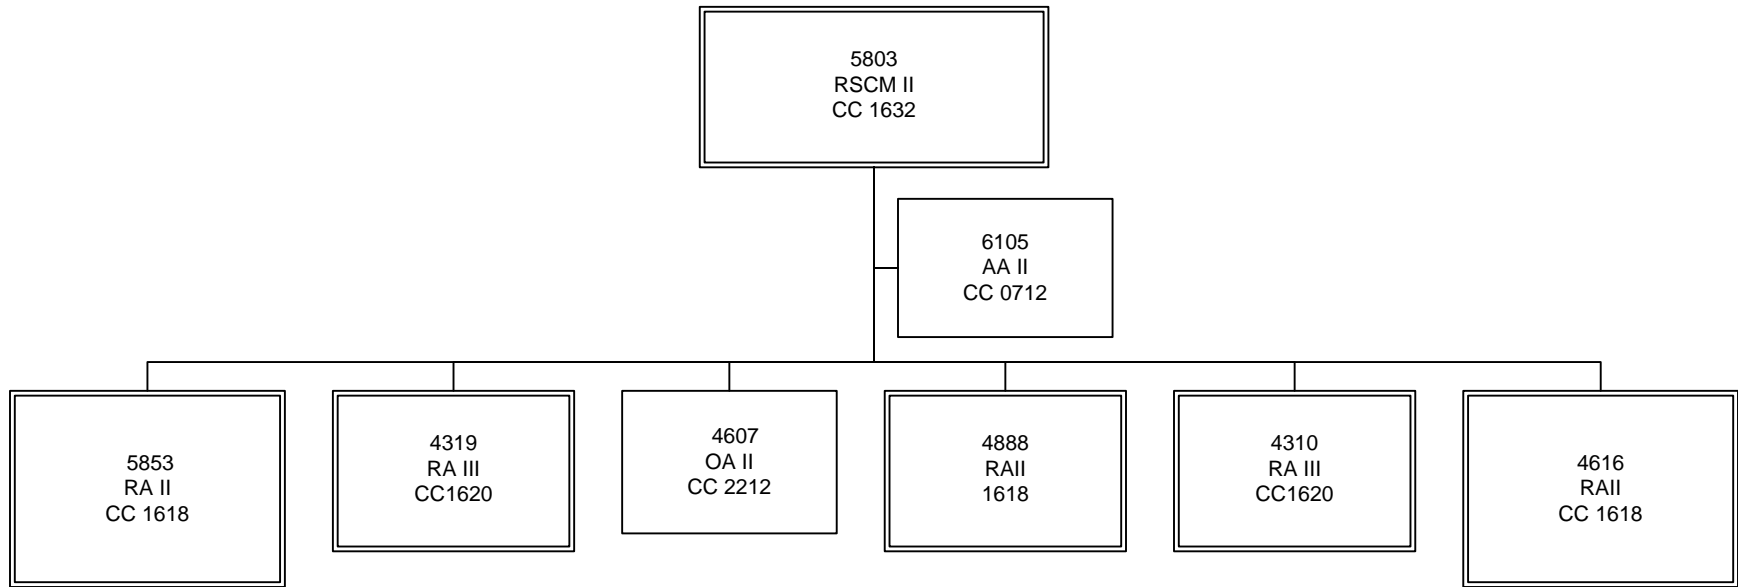 5803
RSCM II
CC 1632
6105
AA II
CC 0712
5853
RA II
CC 1618
4319
RA III
CC1620
4607
OA II
CC 2212
4888
RAII
1618
4310
RA III
CC1620
4616
RAII
CC 1618